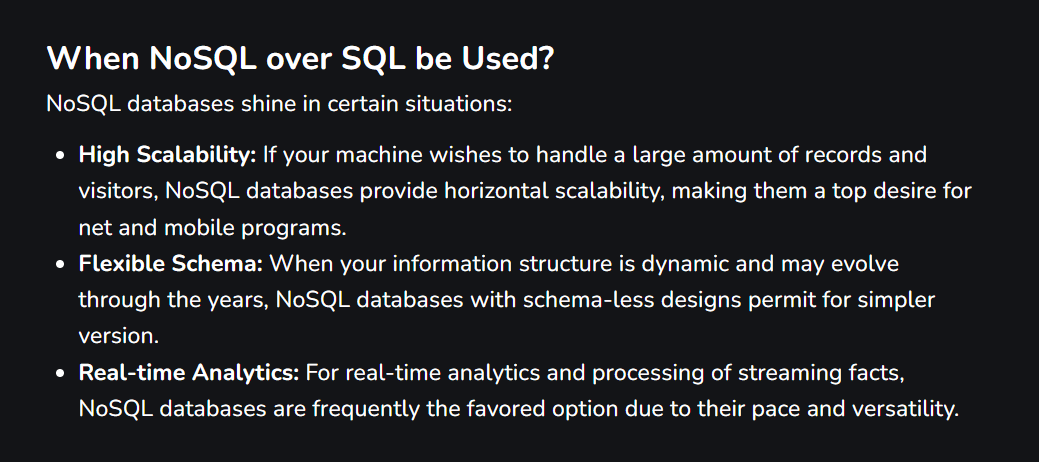 When NoSQL over SQL be Used?
NoSQL databases shine in certain situations:
• High Scalability: If your machine wishes to handle a large amount of records and
visitors, NoSQL databases provide horizontal scalability, making them a top desire for
net and mobile programs.
• Flexible Schema: When your information structure is dynamic and may evolve
through the years, NoSQL databases with schema-less designs permit for simpler
version.
• Real-time Analytics: For real-time analytics and processing of streaming facts,
NoSQL databases are frequently the favored option due to their pace and versatility.